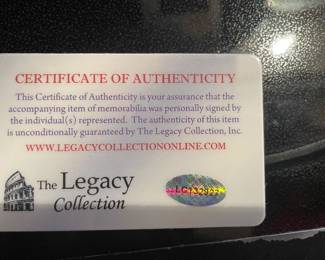 CERTIFICATE OF AUTHENTICITY
This Certificate of Authenticity is your assurance that the
accompanying item of memorabilia was personally signed by
the individual(s) represented. The authenticity of this item
is unconditionally guaranteed by The Legacy Collection, Inc.
WWW.LEGACYCOLLECTIONONLINE.COM
The Legacy
Collection